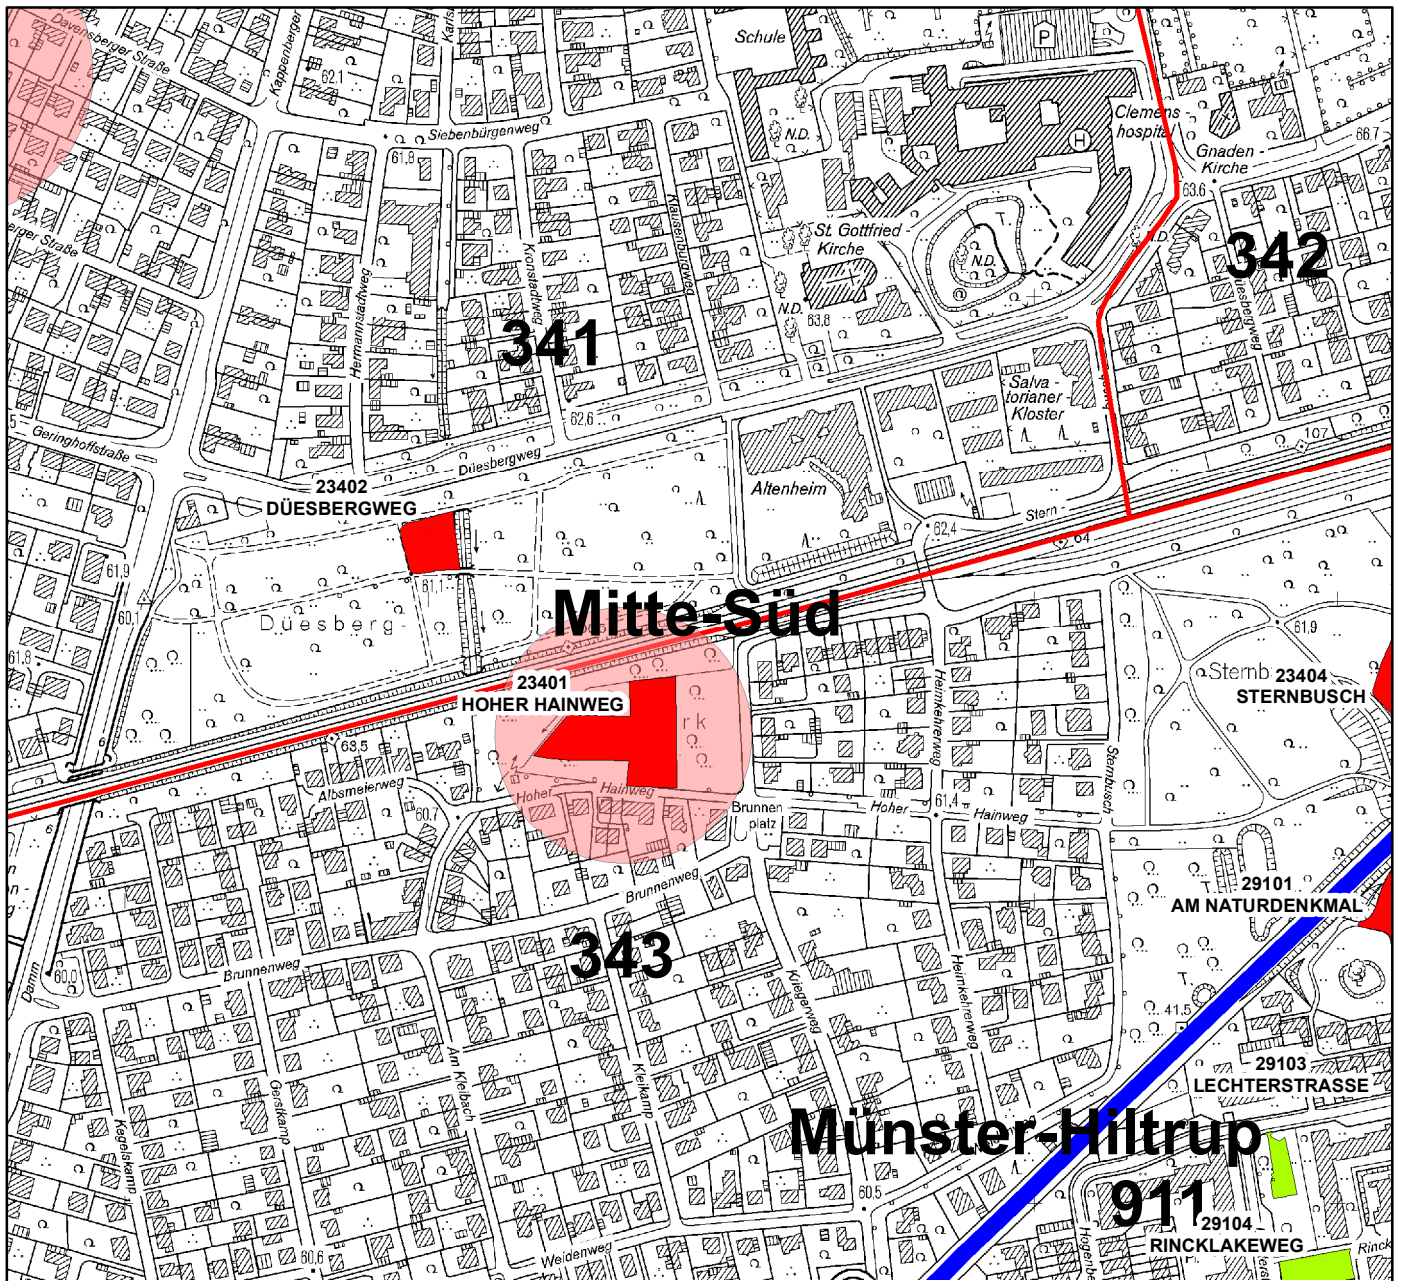 Davensberger Straße
Kappenberger
62,1
Schule
P
Siebenbürgenweg
61,8
N.D.
Clemens
hospital
H
66,7
Gnaden -
Kirche
63,6
N.D.
342
Düesbergweg
St. Gottfried
Kirche
T
N.D.
N.D.
63,8
Klausenburgweg
Kronstadtweg
341
Hermannstadtweg
62,6
Geringhoffstraße
Düesbergweg
23402
DÜESBERGWEG
Altenheim
Salva -
torianer -
Kloster
107
Stern -
62,4
64
61,9
60,1
61,1
Düesberg-
Mitte-Süd
61,8
61,9
Sternb
23404
STERNBUSCH
23401
HOHER HAINWEG
rk
Heimkehrerweg
Sternbusch
63,5
Albsmeierweg
60,7
Hoher
Hainweg
Brunnen
platz
Hoher
61,4
Hainweg
Brunnenweg
29101
AM NATURDENKMAL
T
343
Brunnenweg
60,0
Damm
Kriegerweg
Heimkehrerweg
T
41,5
29103
LECHTERSTRASSE
Am Kleibach
Kleikamp
Gerstkamp
Kegelskamp
Münster-Hiltrup
911
60,5
29104
RINCKLAKEWEG
Weidenweg
60,6
Rinck